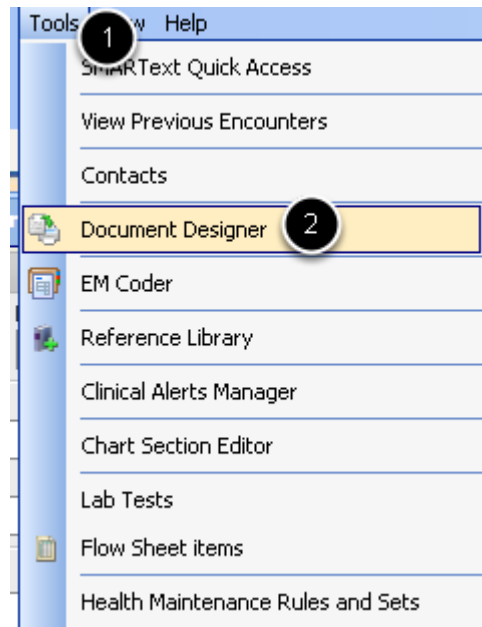 Tools Help
1
SMARText Quick Access
View Previous Encounters
Contacts
Document Designer 2
EM Coder
Reference Library
Clinical Alerts Manager
Chart Section Editor
Lab Tests
Flow Sheet items
Health Maintenance Rules and Sets